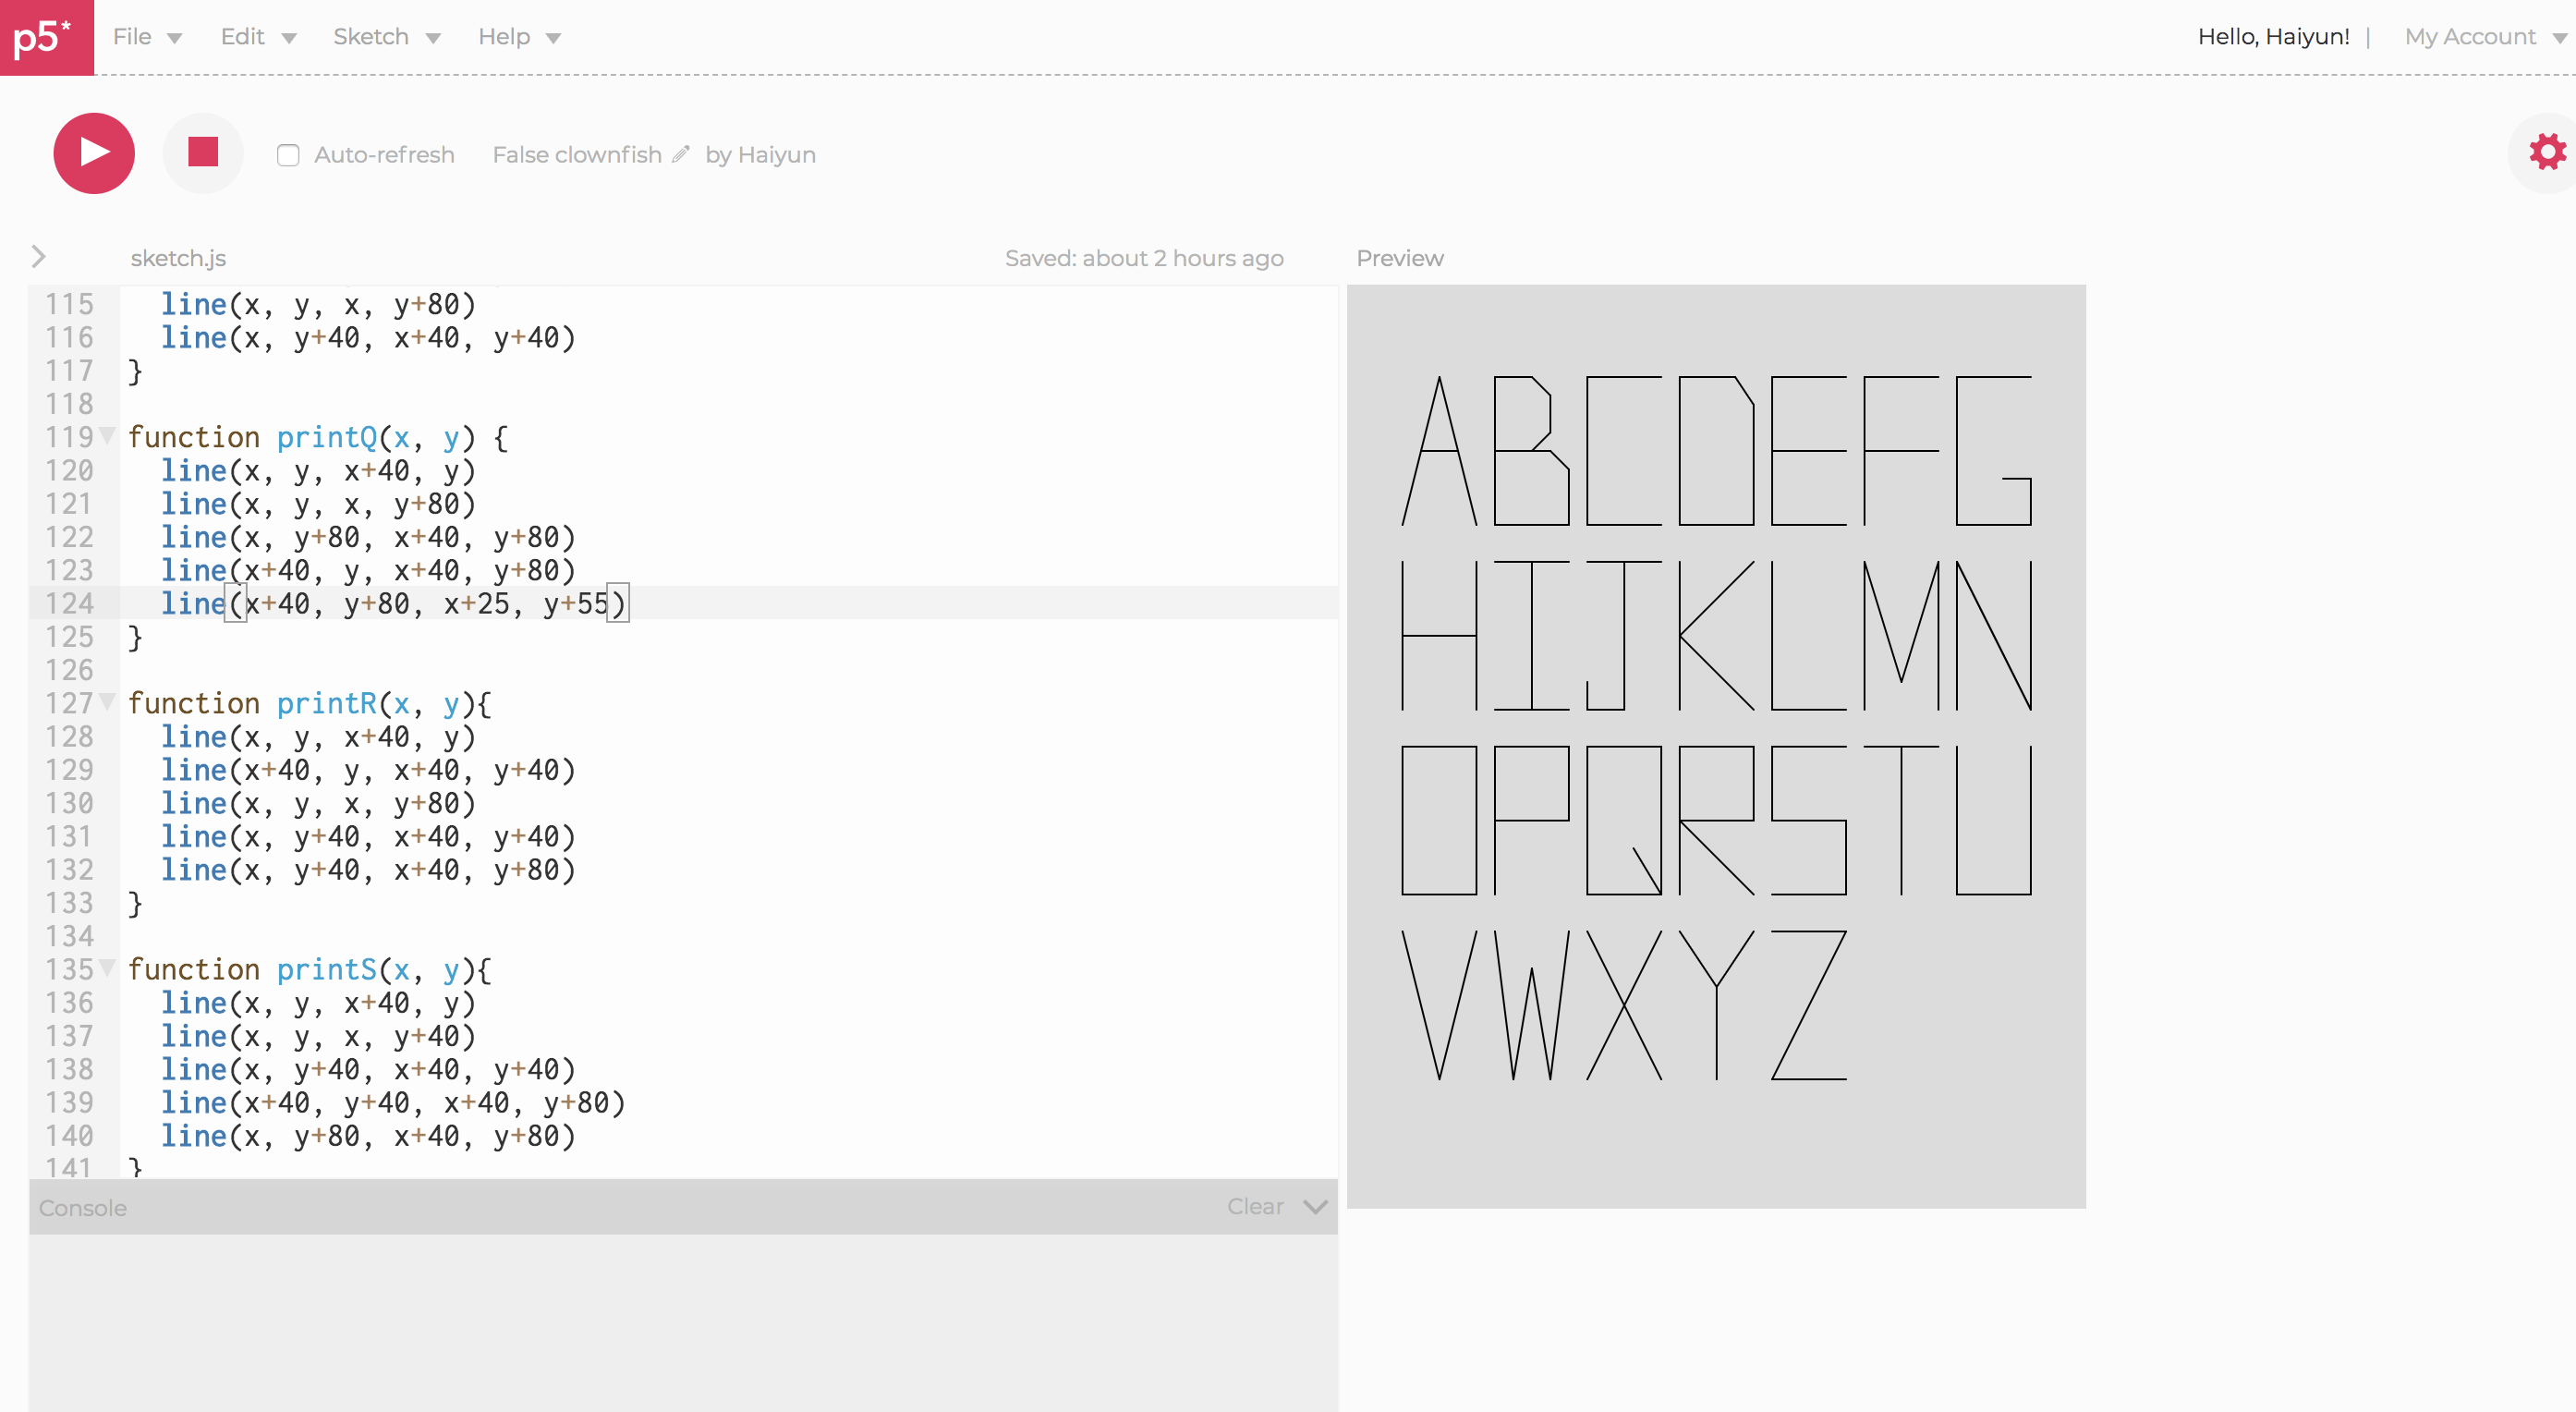 p5* File Edit Sketch Help Hello, Haiyun! | My Account
Auto-refresh False clownfish by Haiyun
sketch.js Saved: about 2 hours ago Preview
115 line(x, y, x, y+80)
116 line(x, y+40, x+40, y+40)
117 }
118
119 function printQ(x, y) {
120 line(x, y, x+40, y)
121 line(x, y, x, y+80)
122 line(x, y+80, x+40, y+80)
123 line(x+40, y, x+40, y+80)
124 line(x+40, y+80, x+25, y+55)
125 }
126
127 function printR(x, y){
128 line(x, y, x+40, y)
129 line(x+40, y, x+40, y+40)
130 line(x, y, x, y+80)
131 line(x, y+40, x+40, y+40)
132 line(x, y+40, x+40, y+80)
133 }
134
135 function printS(x, y){
136 line(x, y, x+40, y)
137 line(x, y, x, y+40)
138 line(x, y+40, x+40, y+40)
139 line(x+40, y+40, x+40, y+80)
140 line(x, y+80, x+40, y+80)
141 }
Console Clear
ABCDEFG
HIJKLMN
OPQRSTU
VWXYZ